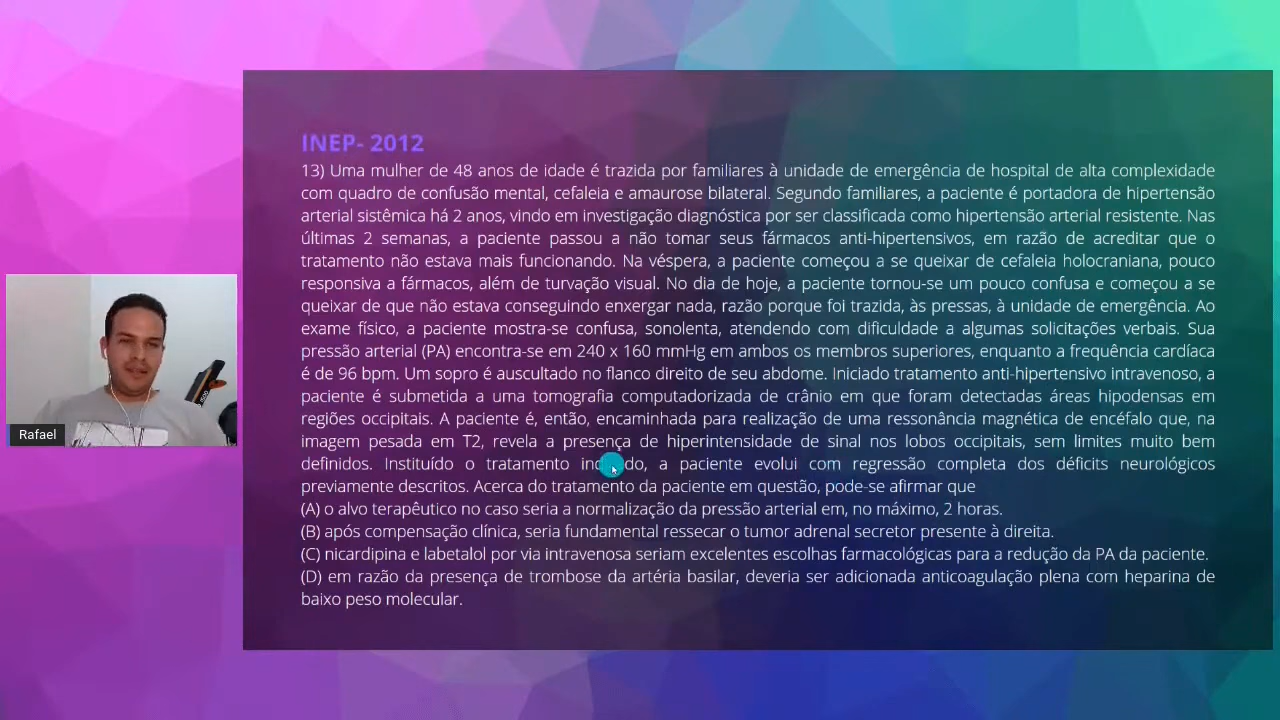 INEP- 2012
13) Uma mulher de 48 anos de idade é trazida por familiares à unidade de emergência de hospital de alta complexidade
com quadro de confusão mental, cefaleia e amaurose bilateral. Segundo familiares, a paciente é portadora de hipertensão
arterial sistêmica há 2 anos, vindo em investigação diagnóstica por ser classificada como hipertensão arterial resistente. Nas
últimas 2 semanas, a paciente passou a não tomar seus fármacos anti-hipertensivos, em razão de acreditar que o
tratamento não estava mais funcionando. Na véspera, a paciente começou a se queixar de cefaleia holocraniana, pouco
responsiva a fármacos, além de turvação visual. No dia de hoje, a paciente tornou-se um pouco confusa e começou a se
queixar de que não estava conseguindo enxergar nada, razão porque foi trazida, às pressas, à unidade de emergência. Ao
exame físico, a paciente mostra-se confusa, sonolenta, atendendo com dificuldade a algumas solicitações verbais. Sua
pressão arterial (PA) encontra-se em 240 x 160 mmHg em ambos os membros superiores, enquanto a frequência cardíaca
é de 96 bpm. Um sopro é auscultado no flanco direito de seu abdome. Iniciado tratamento anti-hipertensivo intravenoso, a
paciente é submetida a uma tomografia computadorizada de crânio em que foram detectadas áreas hipodensas em
regiões occipitais. A paciente é, então, encaminhada para realização de uma ressonância magnética de encéfalo que, na
imagem pesada em T2, revela a presença de hiperintensidade de sinal nos lobos occipitais, sem limites muito bem
definidos. Instituído o tratamento a paciente evolui com regressão completa dos déficits neurológicos
previamente descritos. Acerca do tratamento da paciente em questão, pode-se afirmar que
(A) o alvo terapêutico no caso seria a normalização da pressão arterial em, no máximo, 2 horas.
(B) após compensação clínica, seria fundamental ressecar o tumor adrenal secretor presente à direita.
(C) nicardipina e labetalol por via intravenosa seriam excelentes escolhas farmacológicas para a redução da PA da paciente.
(D) em razão da presença de trombose da artéria basilar, deveria ser adicionada anticoagulação plena com heparina de
baixo peso molecular.
Rafael